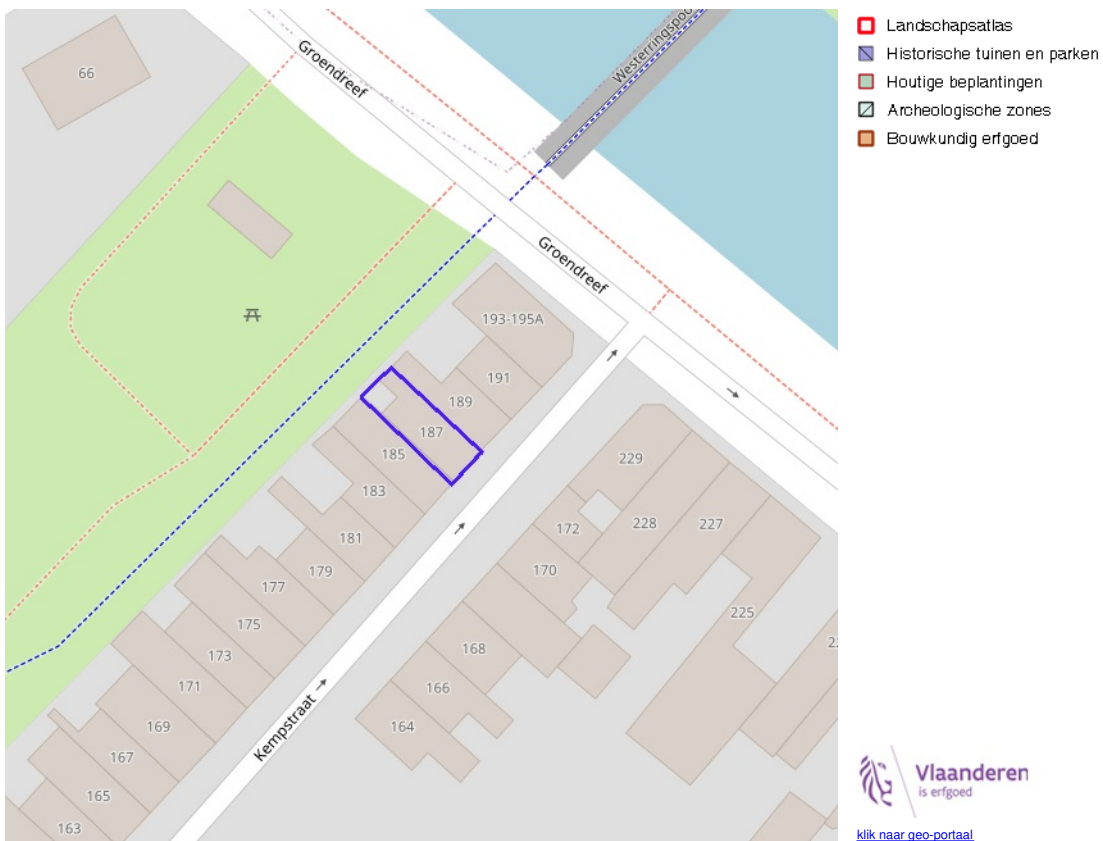 66
Groendreef
Westerringspoo
Groendreef
193-195A
191
189
187
185
183
181
179
177
175
173
171
169
167
165
163
229
228
227
225
172
170
168
166
164
Kempstraat
Landschapsatlas
Historische tuinen en parken
Houtige beplantingen
Archeologische zones
Bouwkundig erfgoed
Vlaanderen
is erfgoed
klik naar geo-portaal